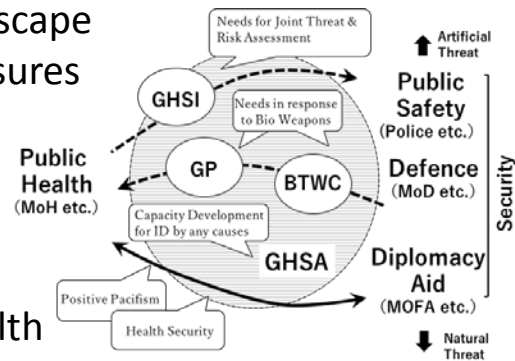 scape
sures
lth
Needs for Joint Threat &
Risk Assessment
Artificial
Threat
GHSI
Needs in response
to Bio Weapons
Public
Safety
(Police etc.)
Public
Health
(MoH etc.)
GP
BTWC
Defence
(MoD etc.)
Security
Capacity Development
for ID by any causes
GHSA
Diplomacy
Aid
(MOFA etc.)
Positive Pacifism
Health Security
Natural
Threat